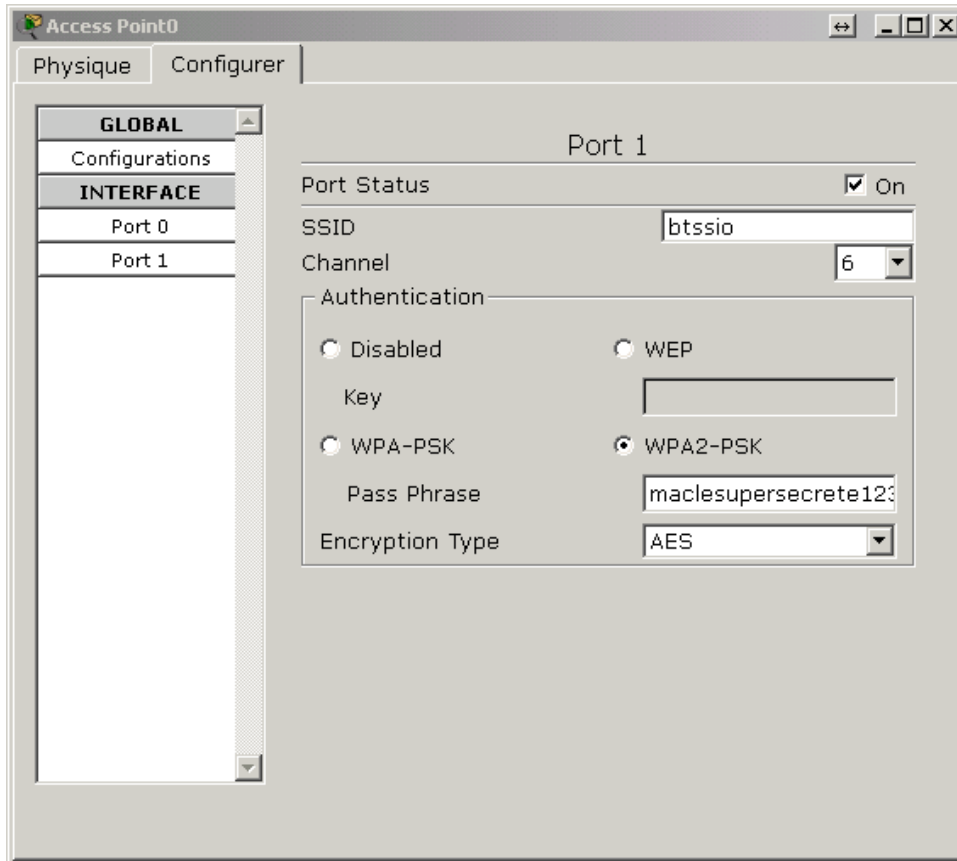 Access Point0
Physique Configurer
GLOBAL
Configurations
INTERFACE
Port 0
Port 1
Port 1
Port Status On
SSID btssio
Channel 6
Authentication
Disabled WEP
Key
WPA-PSK WPA2-PSK
Pass Phrase maclesupersecrete123
Encryption Type AES